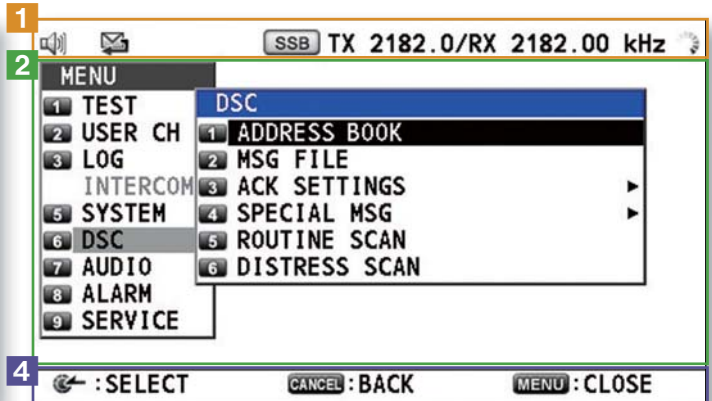 1
SSB TX 2182.0/RX 2182.00 kHz
2
MENU
1 TEST
2 USER CH
3 LOG
INTERCOM
5 SYSTEM
6 DSC
7 AUDIO
8 ALARM
9 SERVICE
DSC
1 ADDRESS BOOK
2 MSG FILE
3 ACK SETTINGS
4 SPECIAL MSG
5 ROUTINE SCAN
6 DISTRESS SCAN
4
:SELECT CANCEL:BACK MENU:CLOSE